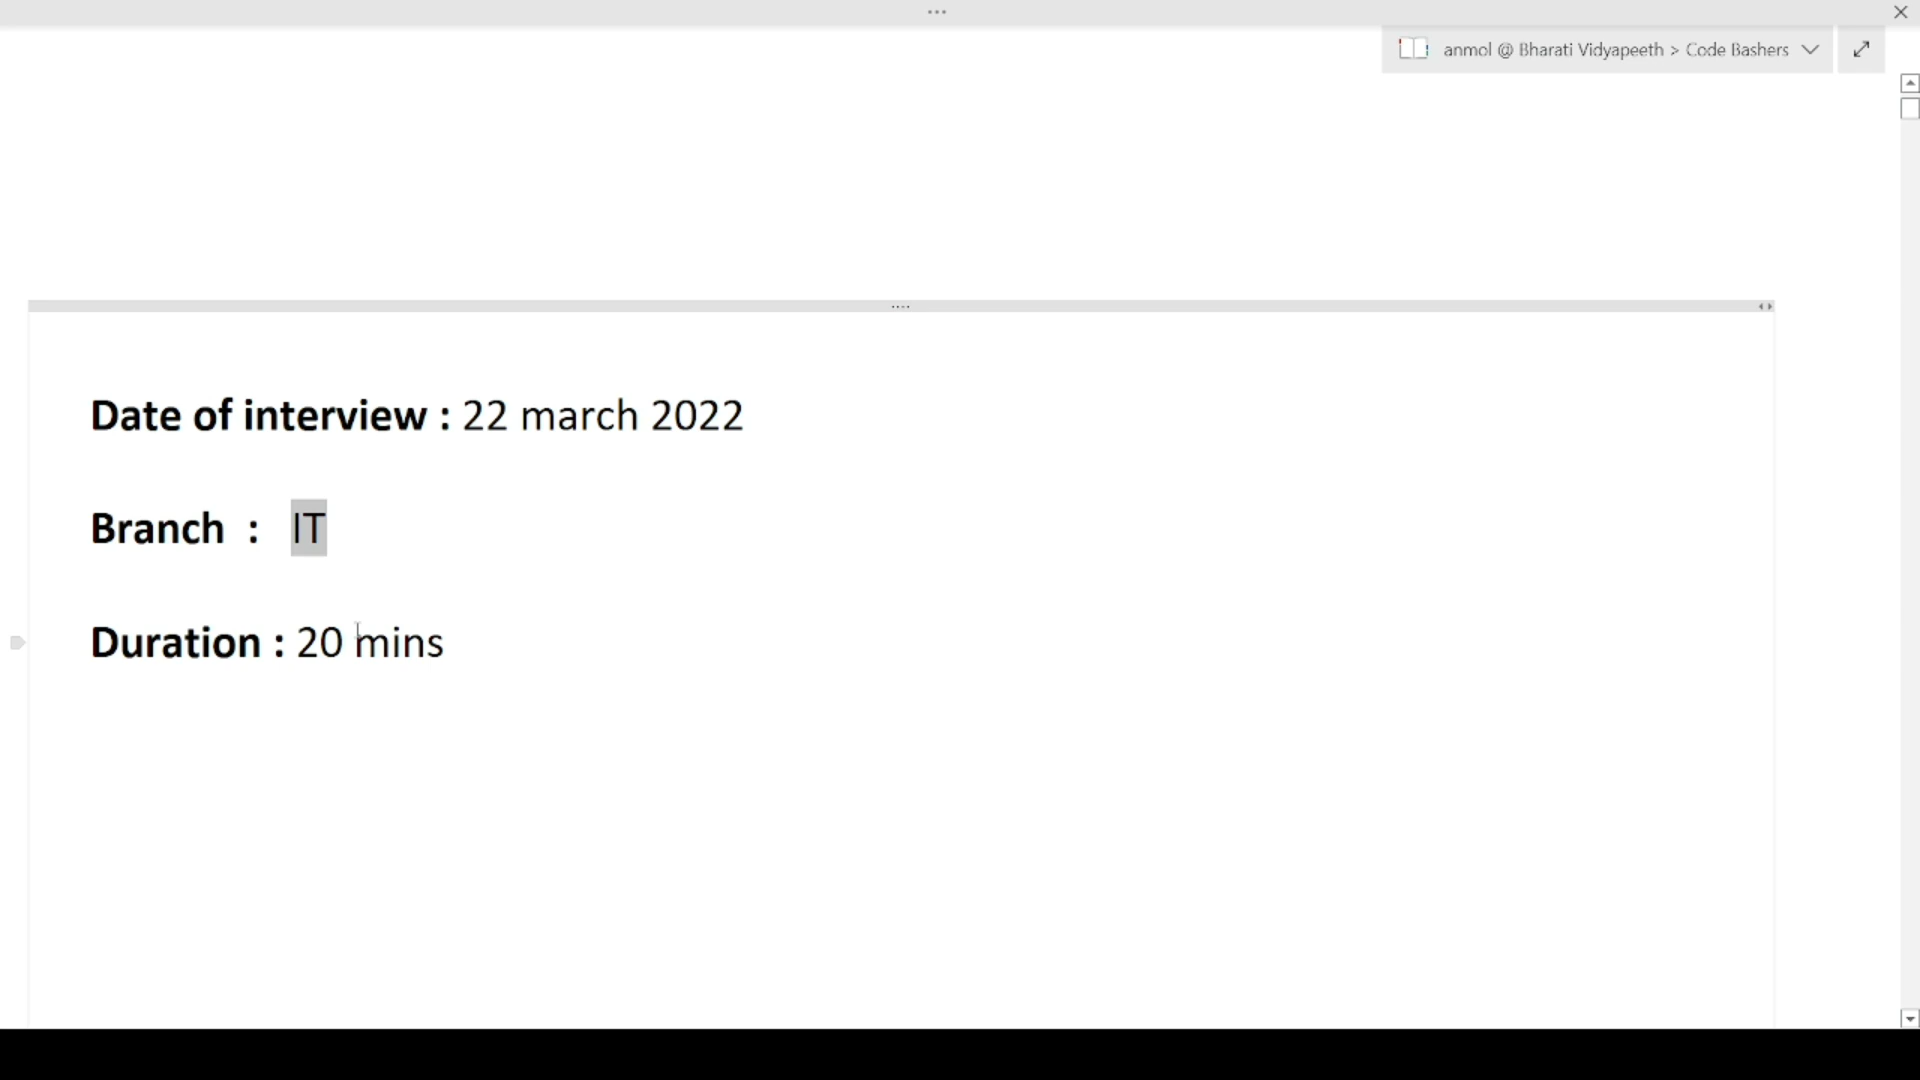 anmol @ Bharati Vidyapeeth > Code Bashers
Date of interview : 22 march 2022
Branch : IT
Duration : 20 mins